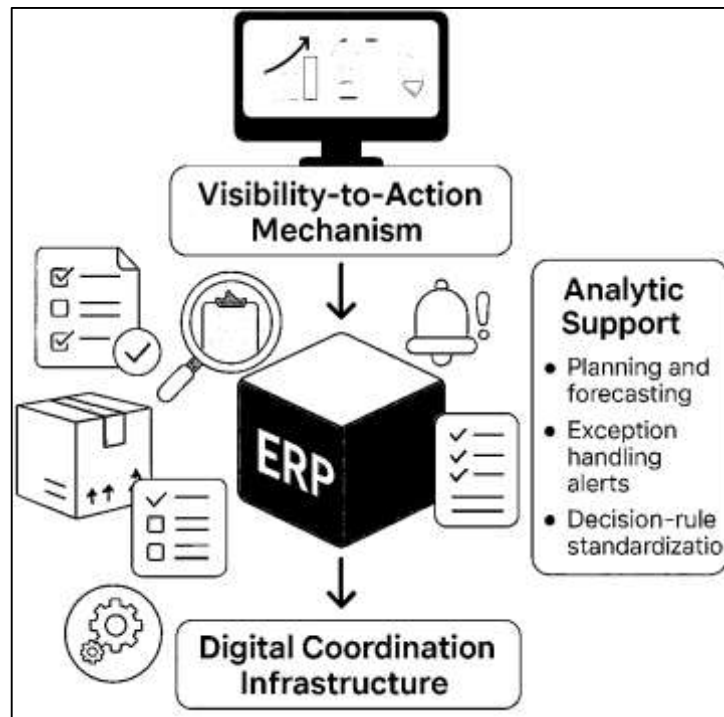 Visibility-to-Action
Mechanism
ERP
Analytic
Support
• Planning and
forecasting
• Exception
handling
alerts
• Decision-rule
standardizatio
Digital Coordination
Infrastructure